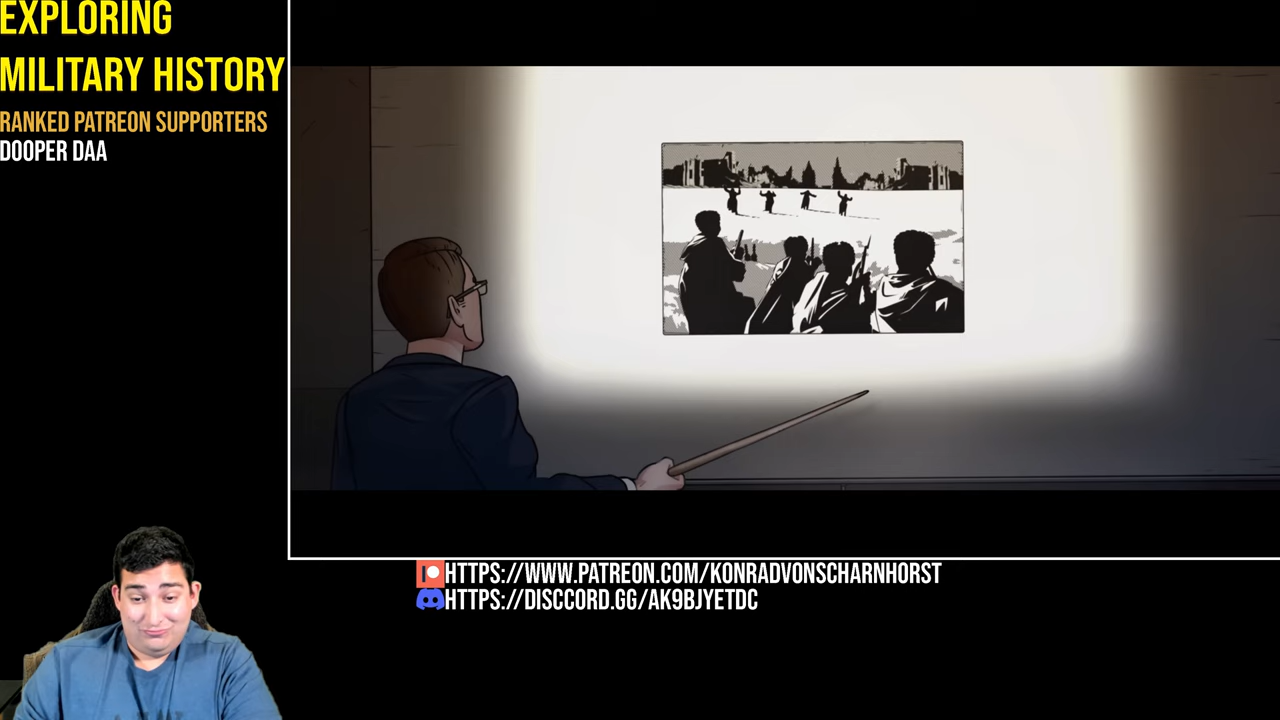 EXPLORING
MILITARY HISTORY
RANKED PATREON SUPPORTERS
DOOPER DAA
HTTPS://WWW.PATREON.COM/KONRADVONSCHARNHORST
HTTPS://DISCCORD.GG/AK9BJYETDC